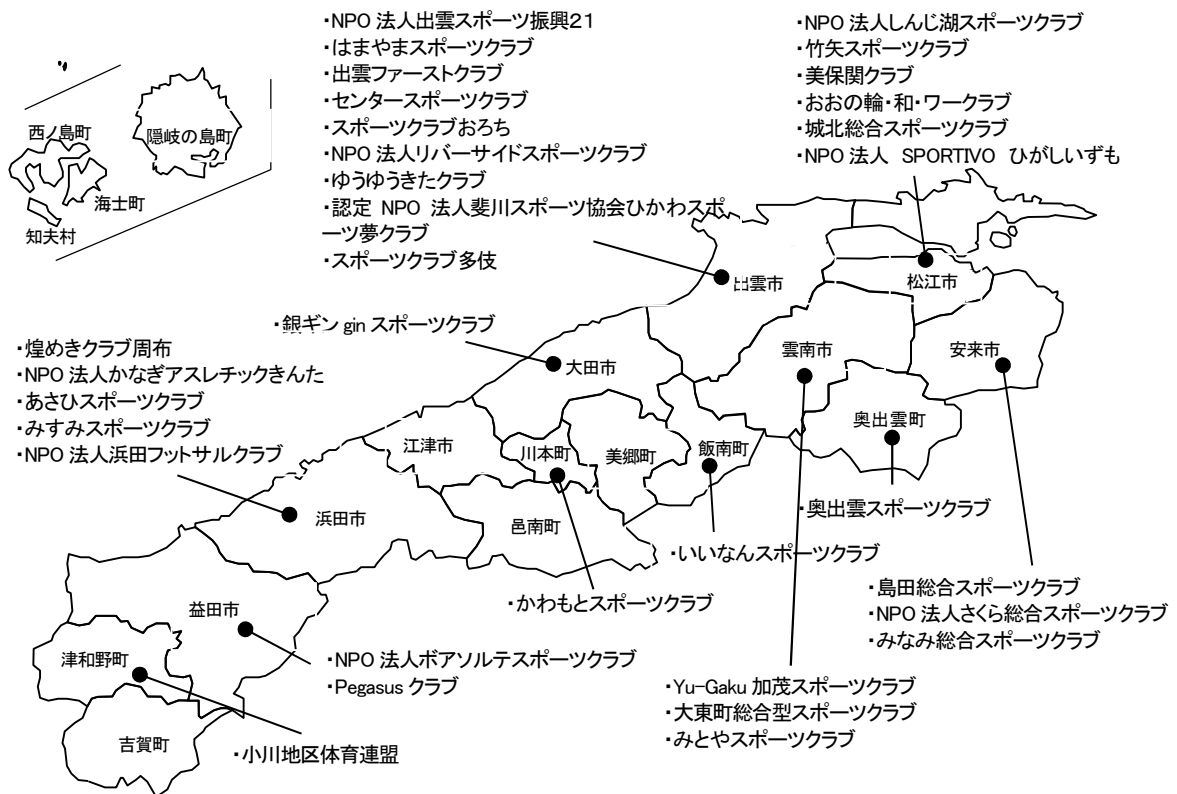 ・NPO 法人出雲スポーツ振興21
・はまやまスポーツクラブ
・出雲ファーストクラブ
・センタースポーツクラブ
・スポーツクラブおろち
・NPO 法人リバーサイドスポーツクラブ
・ゆうゆうきたクラブ
・認定 NPO 法人斐川スポーツ協会ひかわスポ
ーツ夢クラブ
・スポーツクラブ多伎
・NPO 法人しんじ湖スポーツクラブ
・竹矢スポーツクラブ
・美保関クラブ
・おおの輪・和・ワークラブ
・城北総合スポーツクラブ
・NPO 法人 SPORTIVO ひがしいずも
西ノ島町
隠岐の島町
海士町
知夫村
出雲市
松江市
・銀ギン gin スポーツクラブ
・煌めきクラブ周布
・NPO 法人かなぎアスレチックきんた
・あさひスポーツクラブ
・みすみスポーツクラブ
・NPO 法人浜田フットサルクラブ
大田市
雲南市
安来市
奥出雲町
江津市
川本町
美郷町
飯南町
浜田市
邑南町
・奥出雲スポーツクラブ
・いいなんスポーツクラブ
・かわもとスポーツクラブ
・島田総合スポーツクラブ
・NPO 法人さくら総合スポーツクラブ
・みなみ総合スポーツクラブ
益田市
津和野町
・NPO 法人ボアソルテスポーツクラブ
・Pegasus クラブ
・Yu-Gaku 加茂スポーツクラブ
・大東町総合型スポーツクラブ
・みとやスポーツクラブ
吉賀町
・小川地区体育連盟